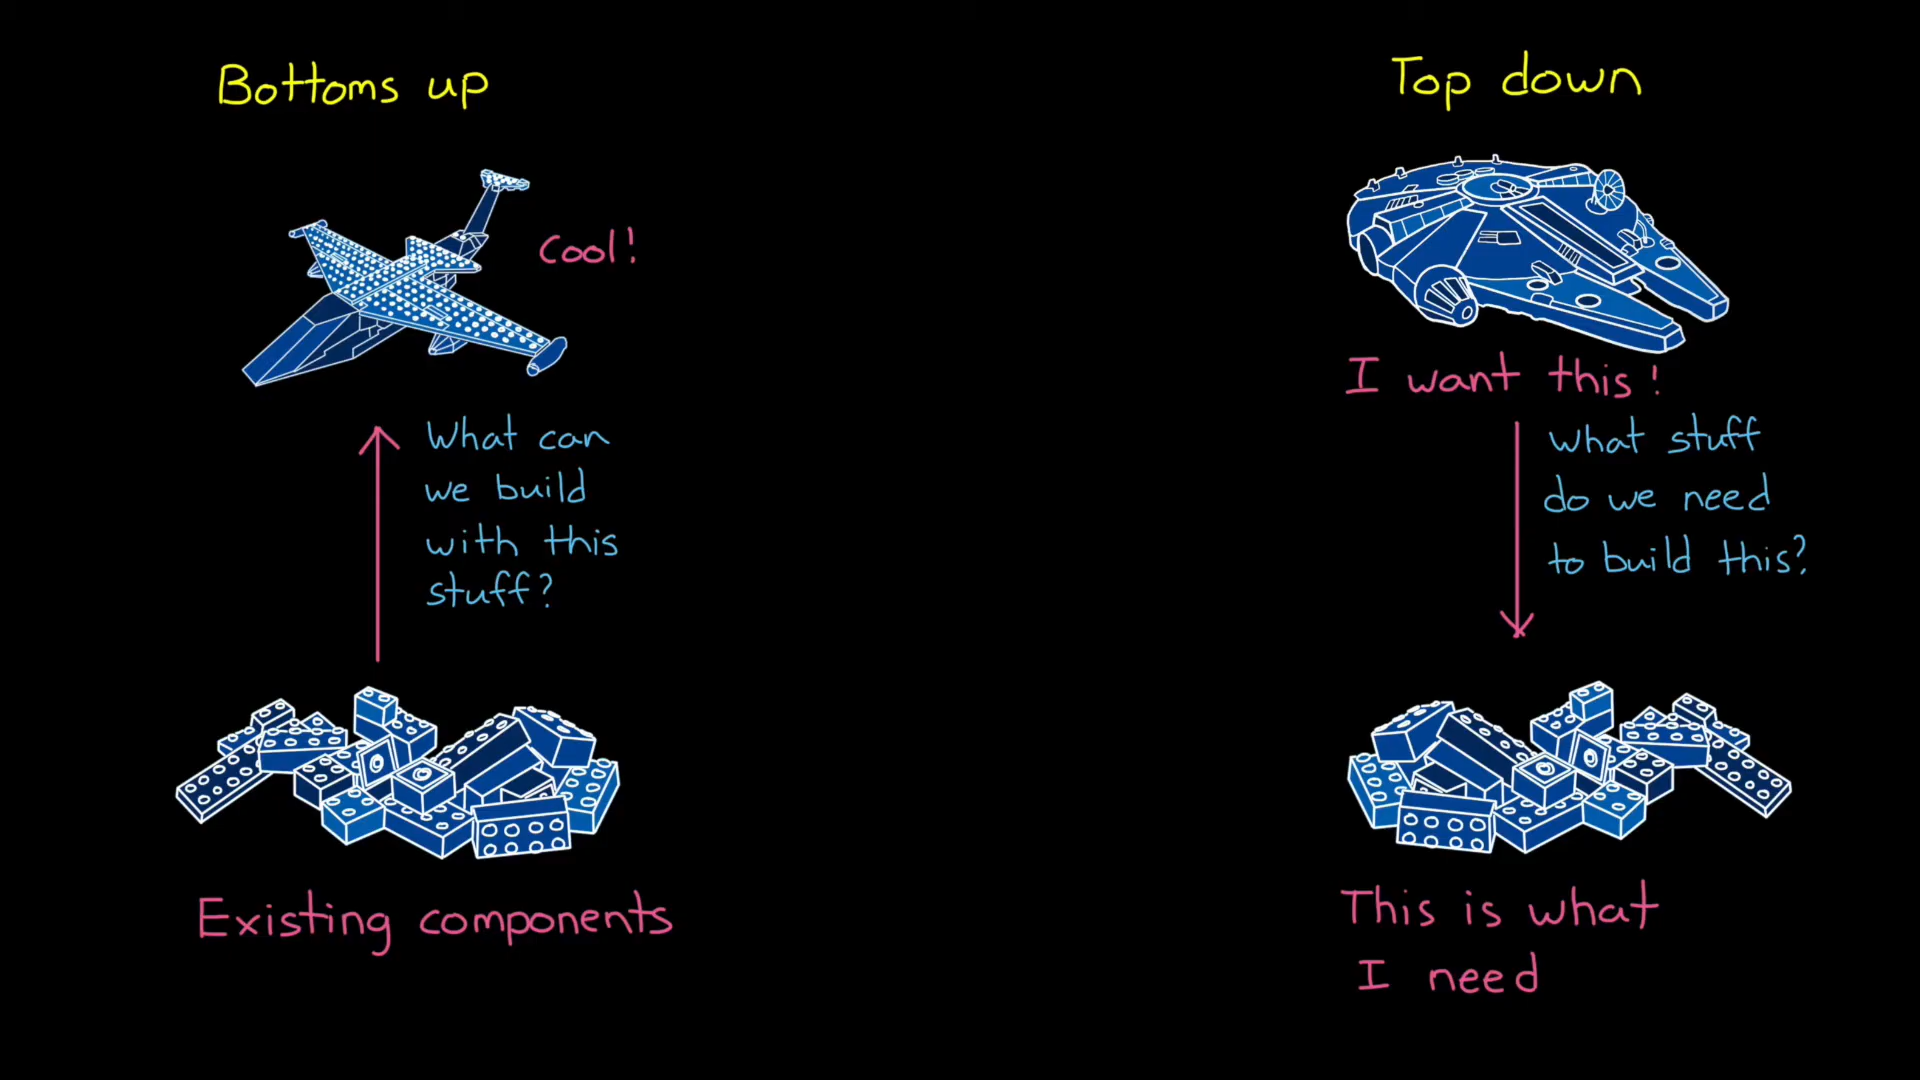 Bottoms up
Cool!
What can
we build
with this
stuff?
Existing components
Top down
I want this!
what stuff
do we need
to build this?
This is what
I need